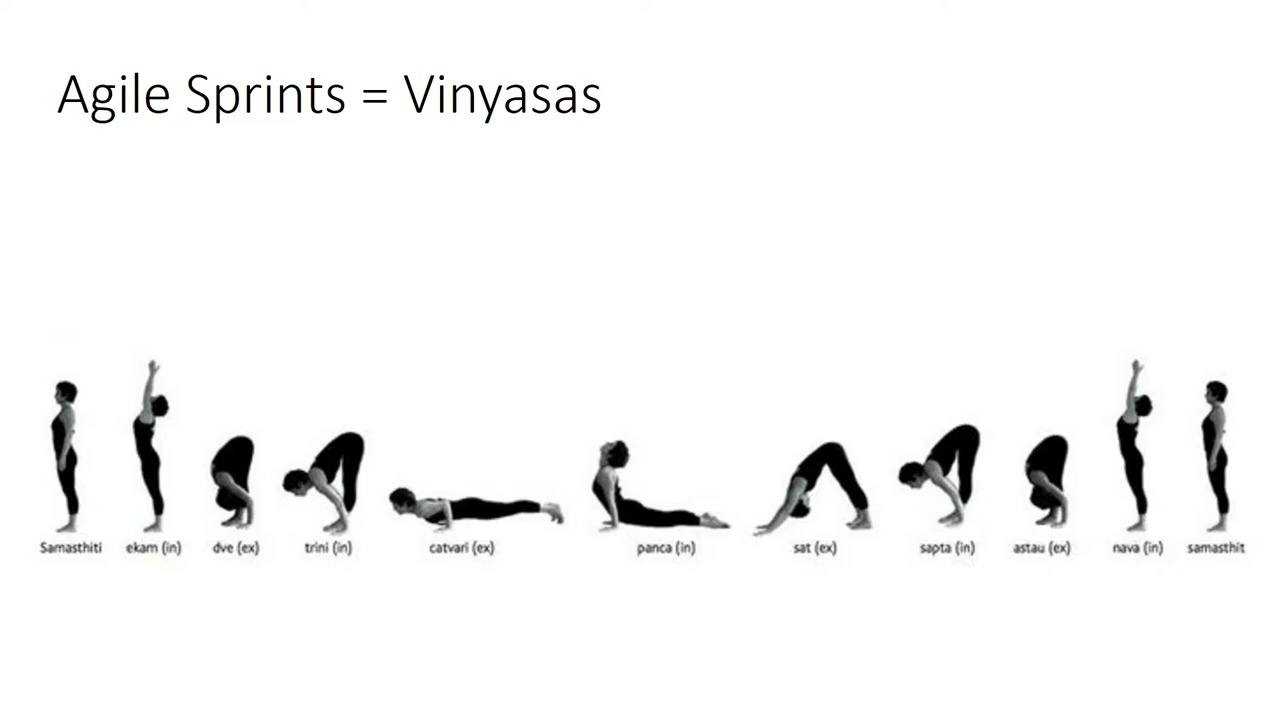 Agile Sprints = Vinyasas
Samasthiti ekam (in) dve (ex) trini (in) catvari (ex) panca (in) sat (ex) sapta (in) astau (ex) nava (in) samasthit